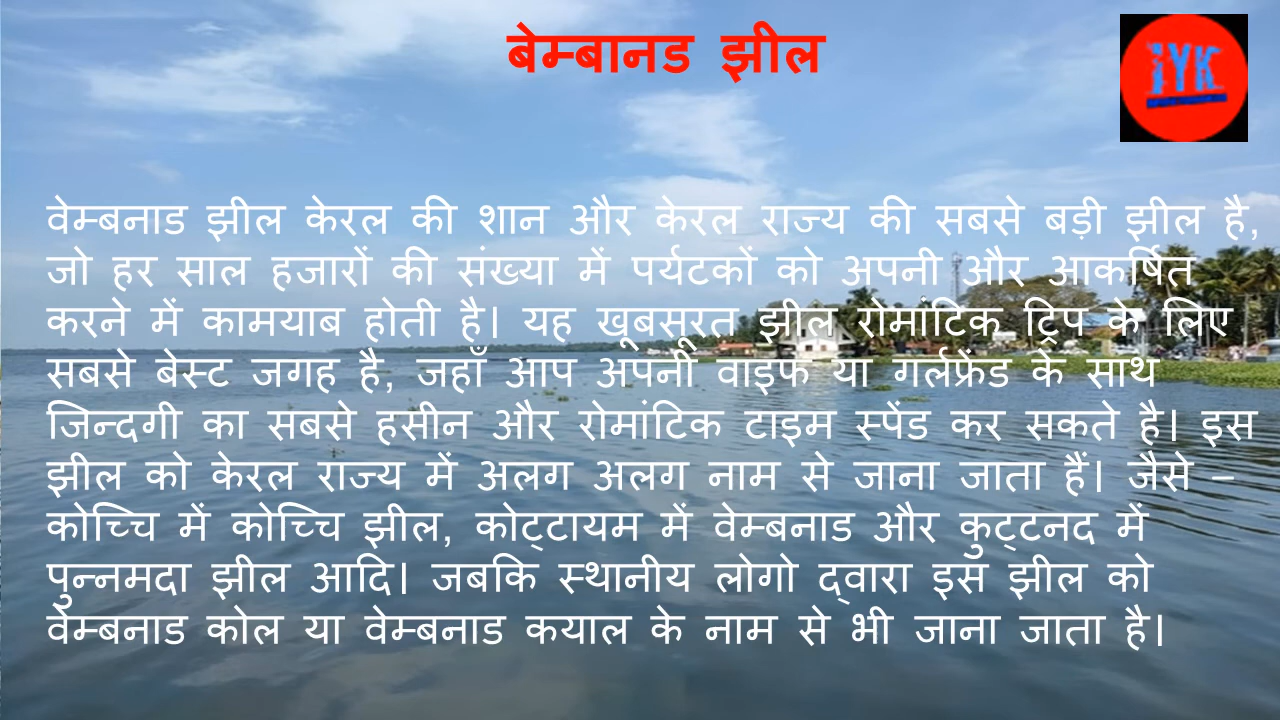 बेम्बानड झील
IYK
वेम्बनाड झील केरल की शान और केरल राज्य की सबसे बड़ी झील है,
जो हर साल हजारों की संख्या में पर्यटकों को अपनी और आकर्षित
करने में कामयाब होती है। यह खूबसूरत झील रोमांटिक ट्रिप के लिए
सबसे बेस्ट जगह है, जहाँ आप अपनी वाइफ या गर्लफ्रेंड के साथ
जिन्दगी का सबसे हसीन और रोमांटिक टाइम स्पेंड कर सकते है। इस
झील को केरल राज्य में अलग अलग नाम से जाना जाता हैं। जैसे –
कोच्चि में कोच्चि झील, कोट्टायम में वेम्बनाड और कुट्टनद में
पुन्नमदा झील आदि। जबकि स्थानीय लोगो द्वारा इस झील को
वेम्बनाड कोल या वेम्बनाड कयाल के नाम से भी जाना जाता है।